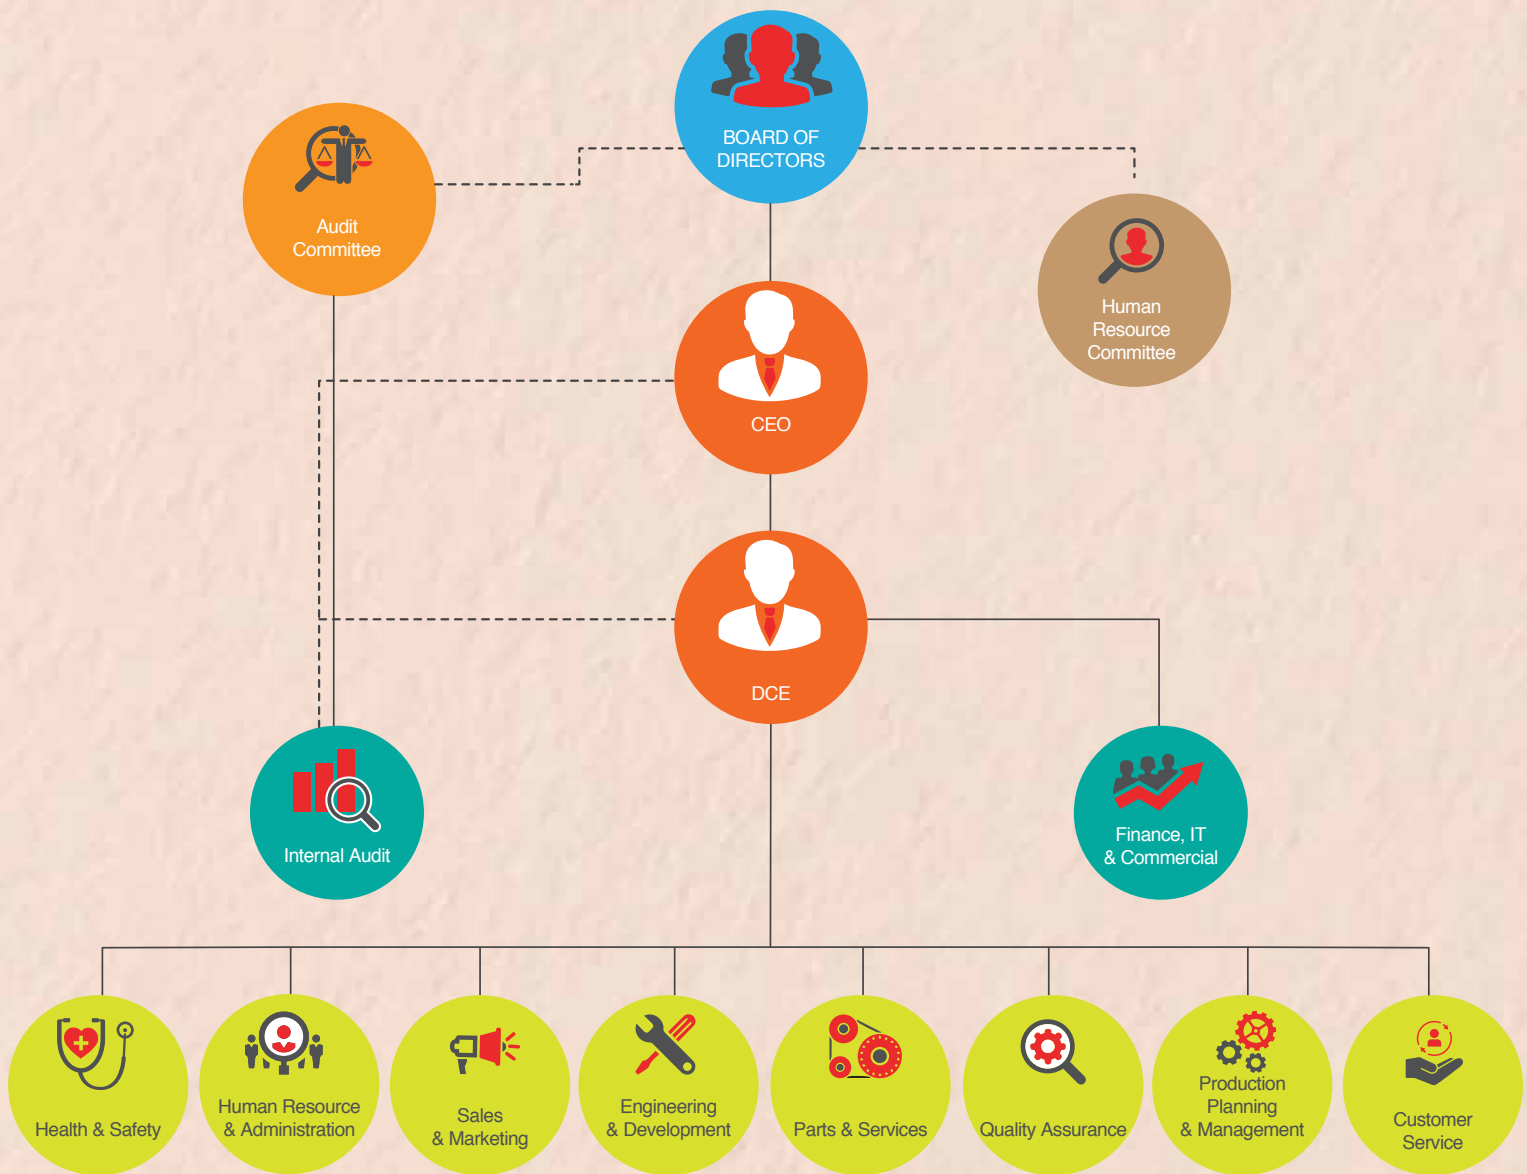 BOARD OF
DIRECTORS
Audit
Committee
Human
Resource
Committee
CEO
DCE
Internal Audit
Finance, IT
& Commercial
Health & Safety
Human Resource
& Administration
Sales
& Marketing
Engineering
& Development
Parts & Services
Quality Assurance
Production
Planning
& Management
Customer
Service